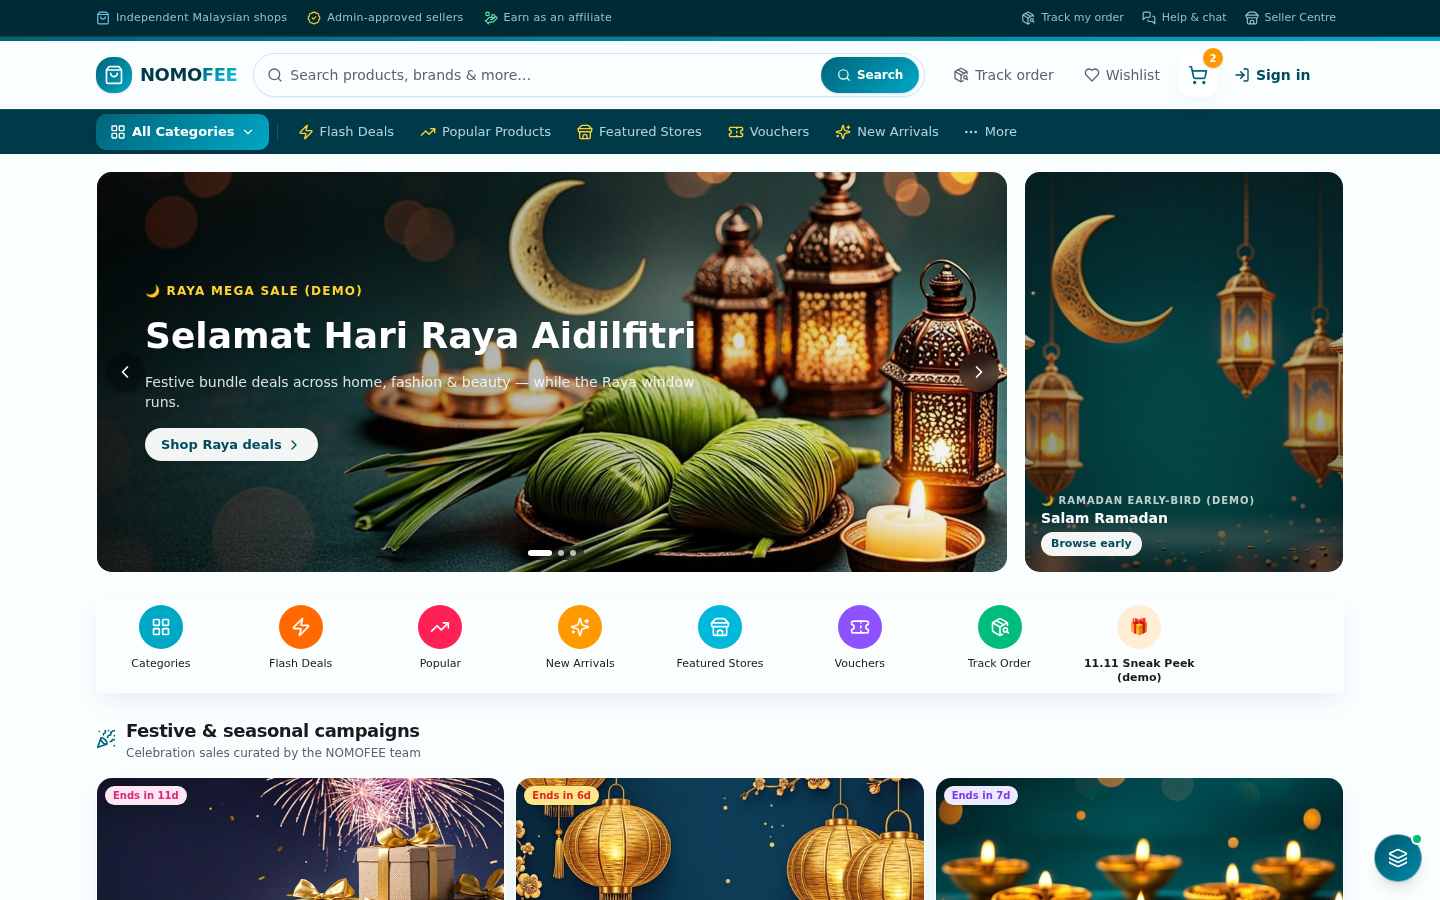 Independent Malaysian shops
Admin-approved sellers
Earn as an affiliate
Track my order
Help & chat
Seller Centre
NOMOFEE
Search products, brands & more...
Search
Track order
Wishlist
2
Sign in
All Categories
Flash Deals
Popular Products
Featured Stores
Vouchers
New Arrivals
More
RAYA MEGA SALE (DEMO)
Selamat Hari Raya Aidilfitri
Festive bundle deals across home, fashion & beauty — while the Raya window
runs.
Shop Raya deals
RAMADAN EARLY-BIRD (DEMO)
Salam Ramadan
Browse early
Categories
Flash Deals
Popular
New Arrivals
Featured Stores
Vouchers
Track Order
11.11 Sneak Peek
(demo)
Festive & seasonal campaigns
Celebration sales curated by the NOMOFEE team
Ends in 11d
Ends in 6d
Ends in 7d